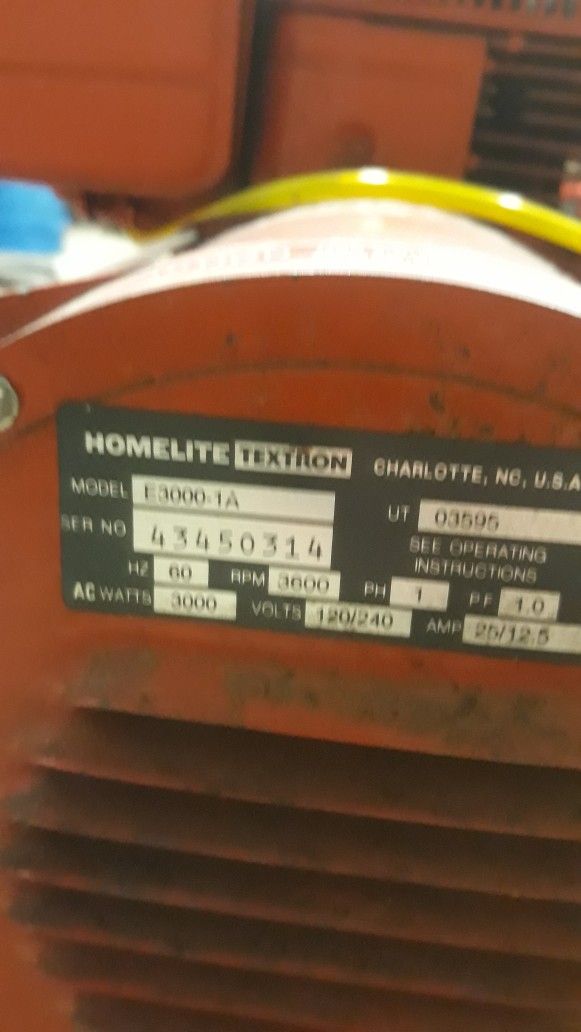 HOMELITE TEXTRON CHARLOTTE, NC, U.S.A
MODEL E3000-1A UT 03595
SER NO 43450314 SEE OPERATING
INSTRUCTIONS
HZ 60 RPM 3600 PH 1 P.F. 1.0
AC WATTS 3000 VOLTS 120/240 AMP 25/12.5